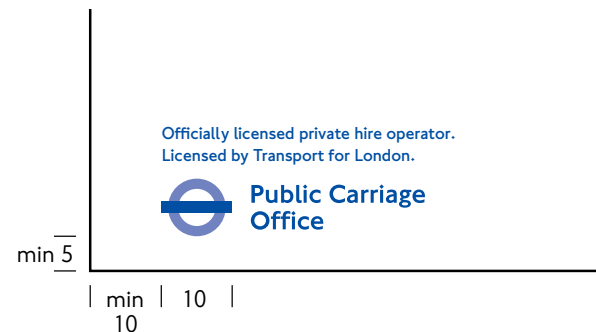 Officially licensed private hire operator.
Licensed by Transport for London.
Public Carriage
Office
min 5
min 10
10